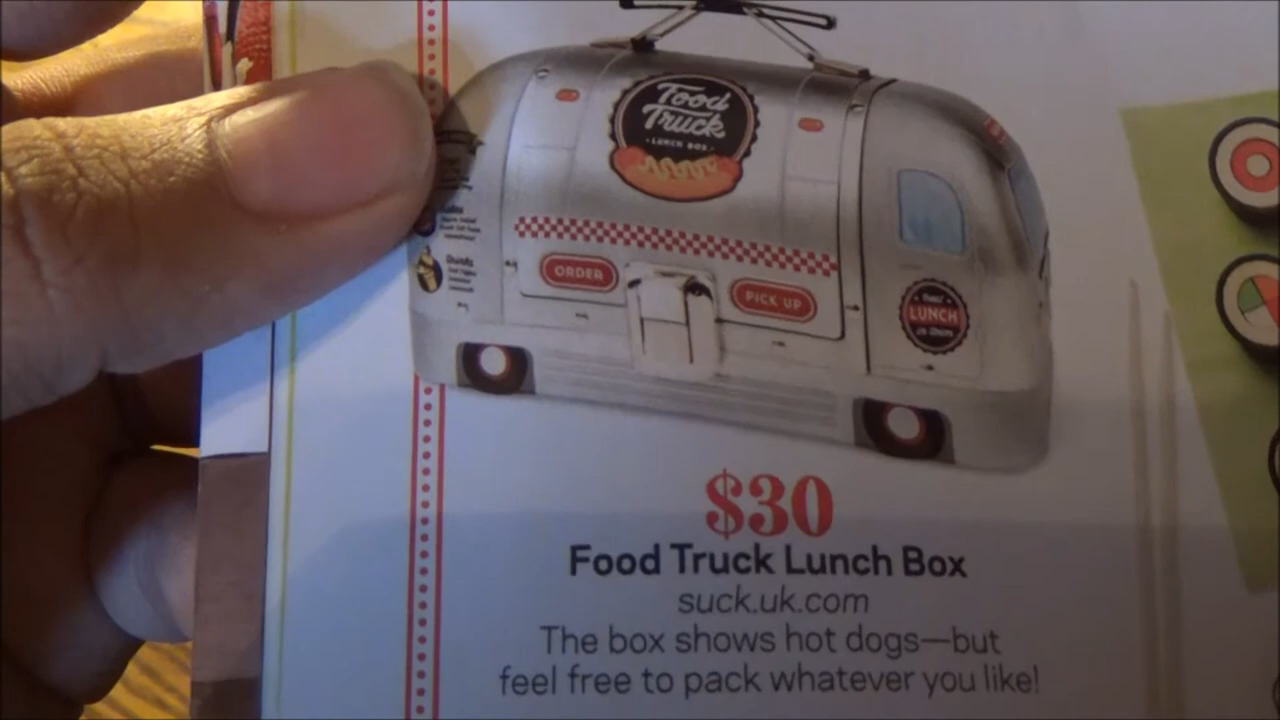 Food
Truck
• LUNCH BOX •
Drinks
ORDER
PICK UP
LUNCH
$30
Food Truck Lunch Box
suck.uk.com
The box shows hot dogs—but
feel free to pack whatever you like!